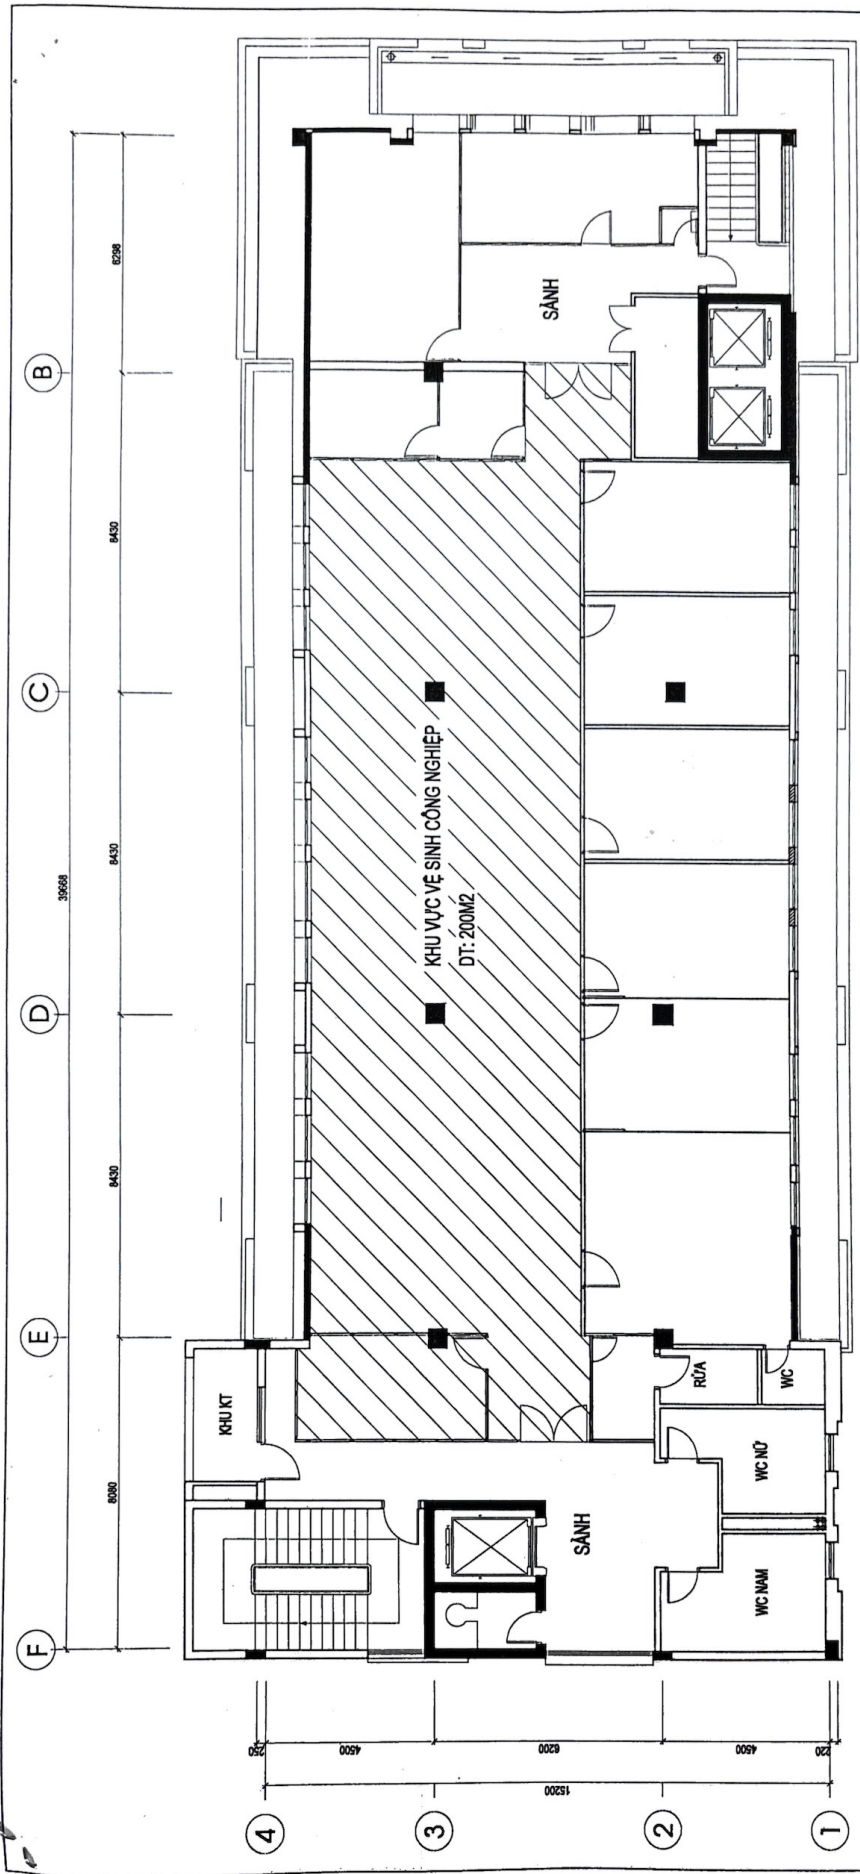 B
C
D
E
F
39668
6298
8430
8430
8430
8080
SẢNH
KHU VỰC VỆ SINH CÔNG NGHIỆP
DT: 200M2
KHU KT
RỬA
WC
WC NỮ
WC NAM
SẢNH
250
4500
6200
4500
220
15200
4
3
2
1